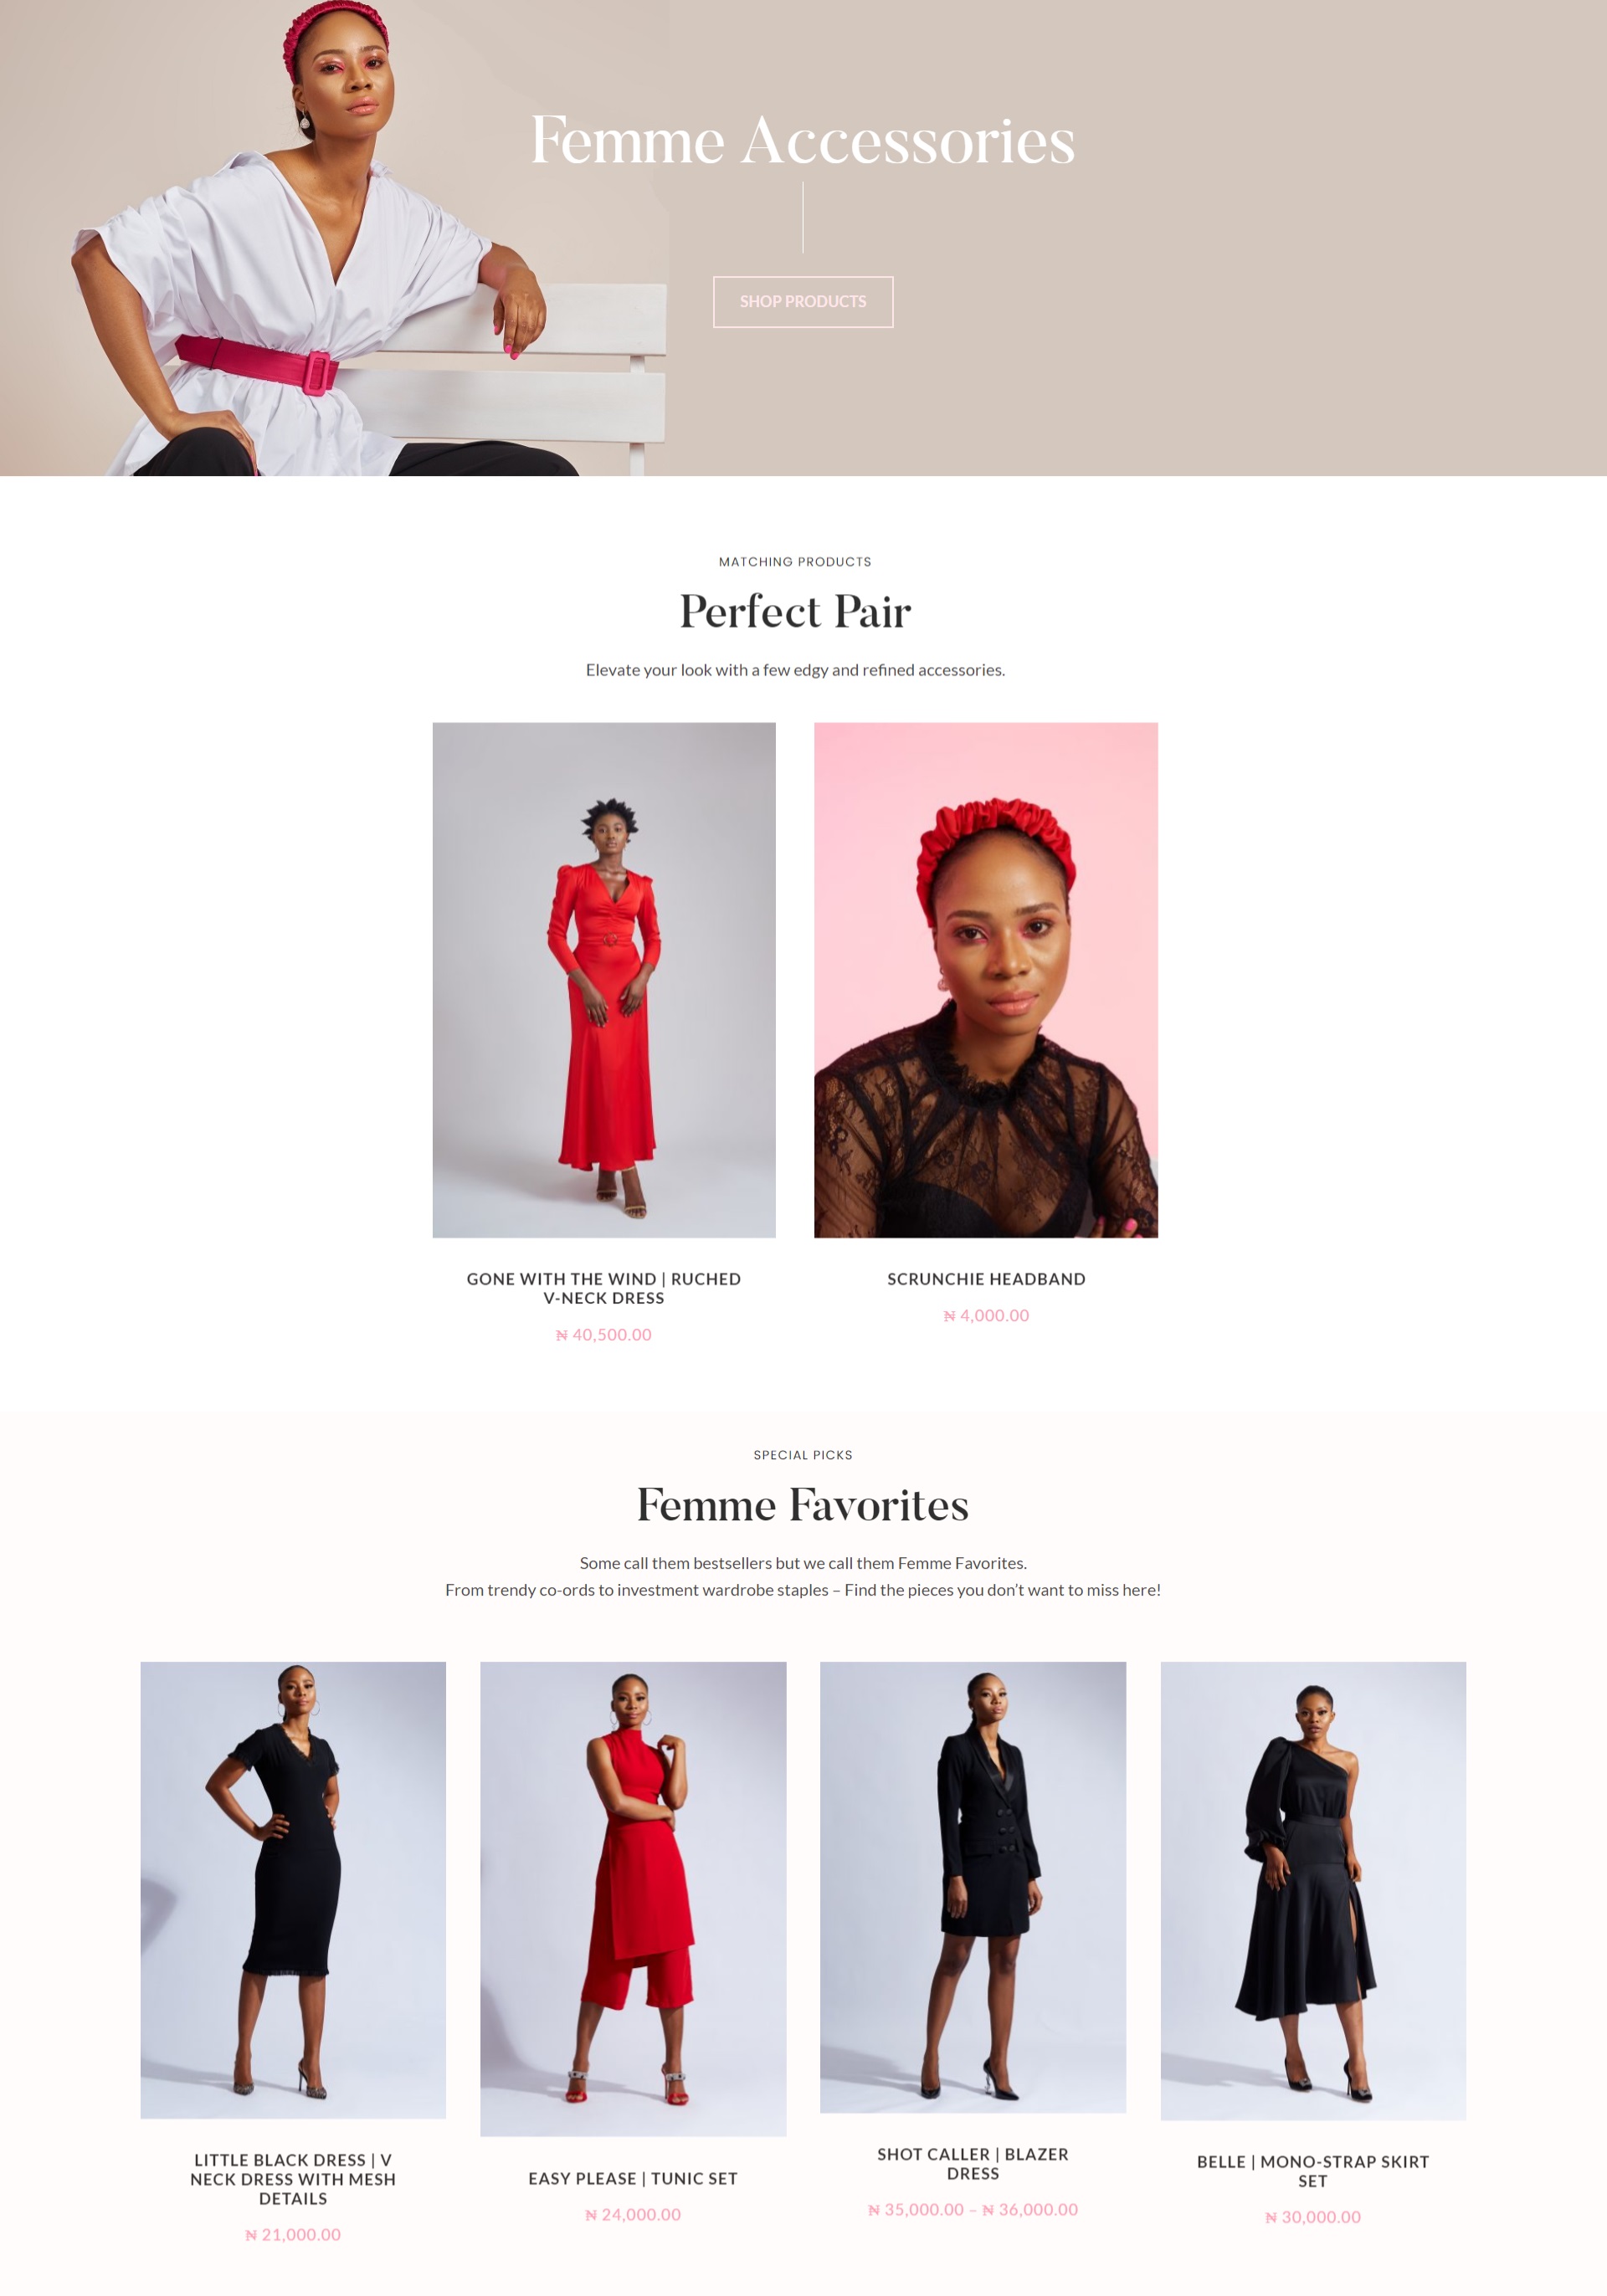 Femme Accessories
SHOP PRODUCTS
MATCHING PRODUCTS
Perfect Pair
Elevate your look with a few edgy and refined accessories.
GONE WITH THE WIND | RUCHED
V-NECK DRESS
₦ 40,500.00
SCRUNCHIE HEADBAND
₦ 4,000.00
SPECIAL PICKS
Femme Favorites
Some call them bestsellers but we call them Femme Favorites.
From trendy co-ords to investment wardrobe staples – Find the pieces you don’t want to miss here!
LITTLE BLACK DRESS | V
NECK DRESS WITH MESH
DETAILS
₦ 21,000.00
EASY PLEASE | TUNIC SET
₦ 24,000.00
SHOT CALLER | BLAZER
DRESS
₦ 35,000.00 – ₦ 36,000.00
BELLE | MONO-STRAP SKIRT
SET
₦ 30,000.00